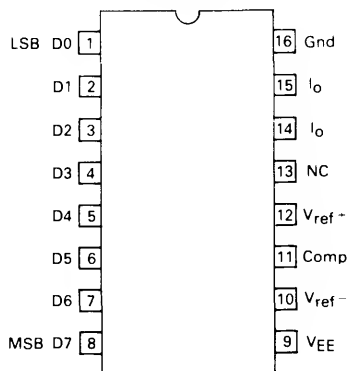 LSB D0 1 16 Gnd
D1 2 15 Io
D2 3 14 Io
D3 4 13 NC
D4 5 12 Vref+
D5 6 11 Comp
D6 7 10 Vref−
MSB D7 8 9 VEE